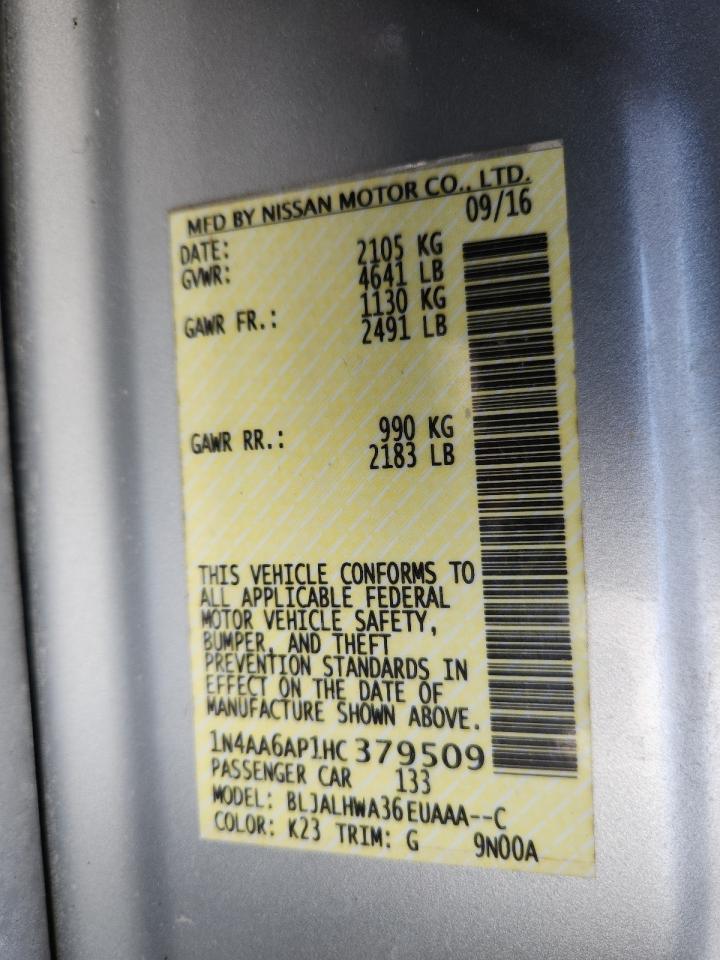 MFD BY NISSAN MOTOR CO., LTD.
DATE: 09/16
GVWR: 2105 KG
4641 LB
GAWR FR.: 1130 KG
2491 LB
GAWR RR.: 990 KG
2183 LB
THIS VEHICLE CONFORMS TO
ALL APPLICABLE FEDERAL
MOTOR VEHICLE SAFETY,
BUMPER, AND THEFT
PREVENTION STANDARDS IN
EFFECT ON THE DATE OF
MANUFACTURE SHOWN ABOVE.
1N4AA6AP1HC379509
PASSENGER CAR 133
MODEL: BLJALHWA36EUAAA--C
COLOR: K23 TRIM: G 9N00A